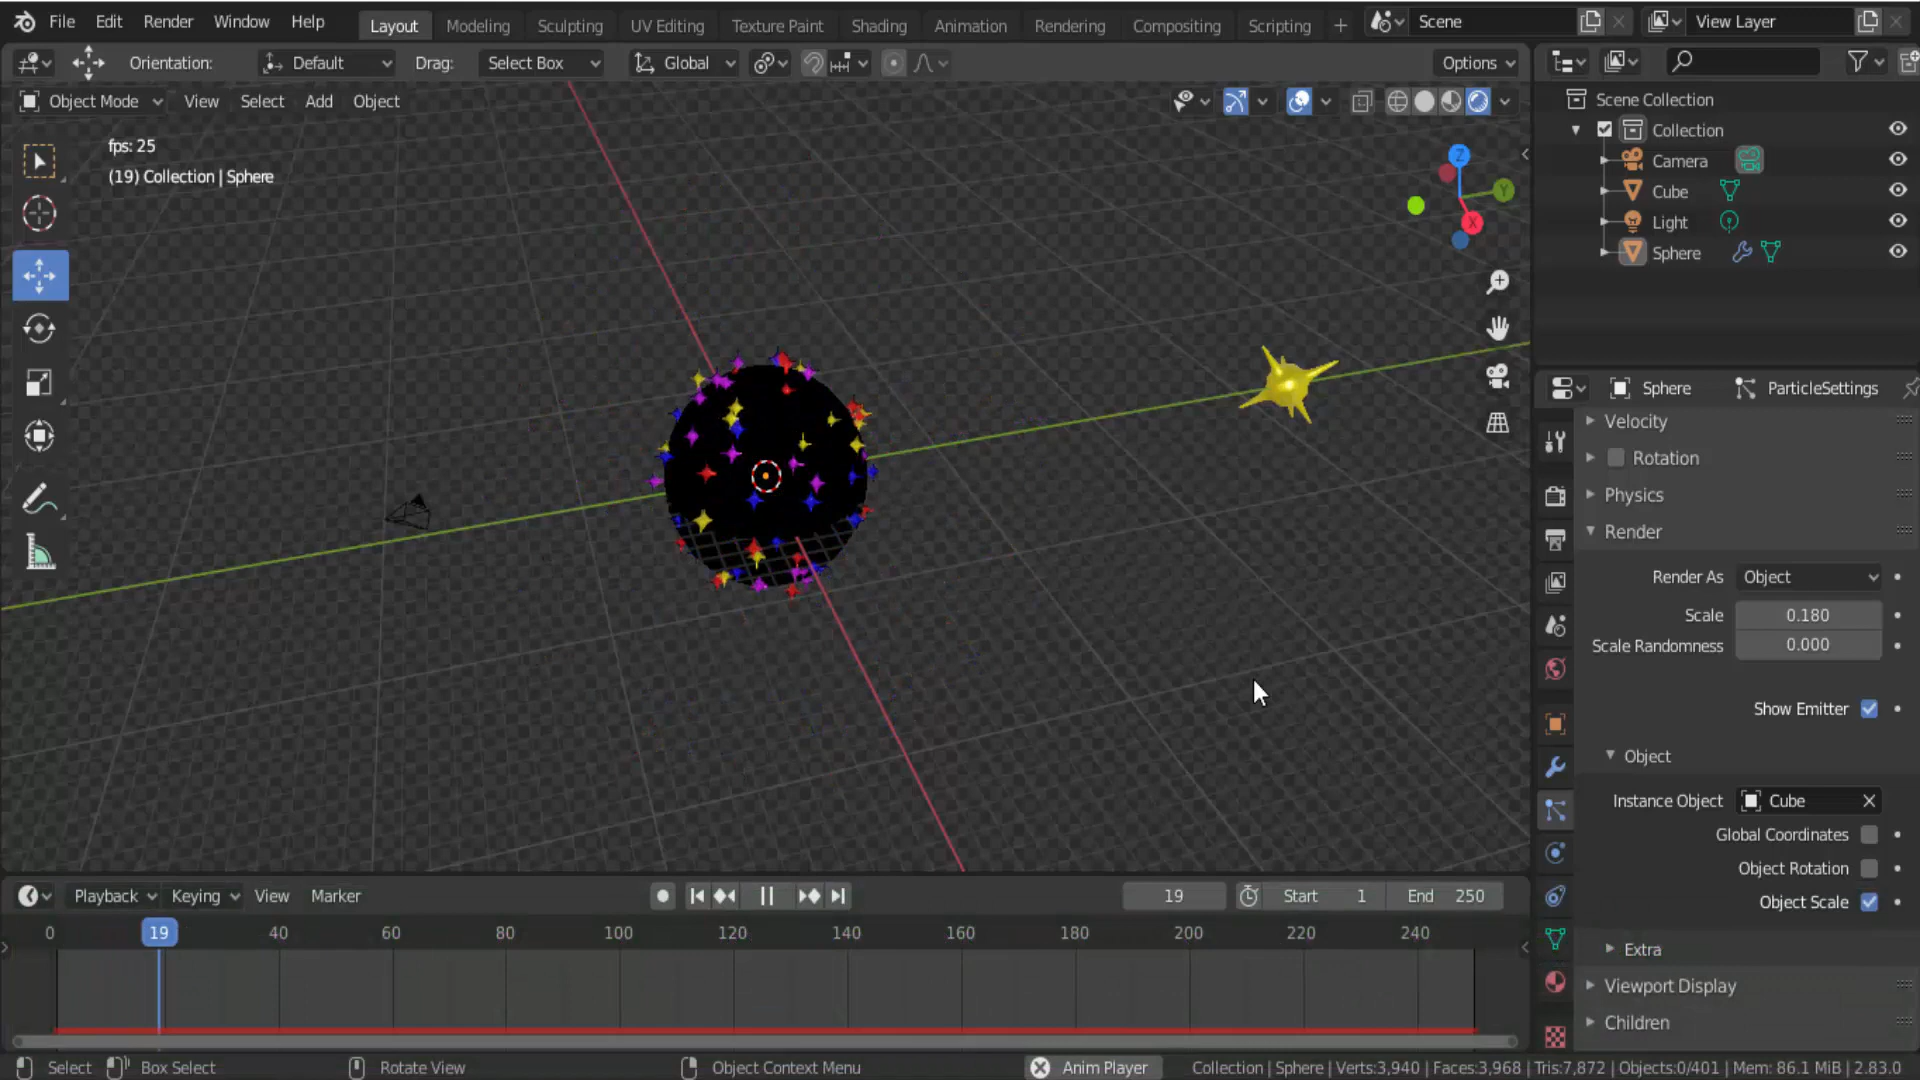 File Edit Render Window Help Layout Modeling Sculpting UV Editing Texture Paint Shading Animation Rendering Compositing Scripting + Scene View Layer
Orientation: Default Drag: Select Box Global Options
Object Mode View Select Add Object
fps: 25
(19) Collection | Sphere
Z
Y
X
Scene Collection
Collection
Camera
Cube
Light
Sphere
Sphere ParticleSettings
Velocity
Rotation
Physics
Render
Render As Object
Scale 0.180
Scale Randomness 0.000
Show Emitter
Object
Instance Object Cube
Global Coordinates
Object Rotation
Object Scale
Extra
Viewport Display
Children
Playback Keying View Marker 19 Start 1 End 250
0 19 40 60 80 100 120 140 160 180 200 220 240
Select Box Select Rotate View Object Context Menu Anim Player Collection | Sphere | Verts:3,940 | Faces:3,968 | Tris:7,872 | Objects:0/401 | Mem: 86.1 MiB | 2.83.0